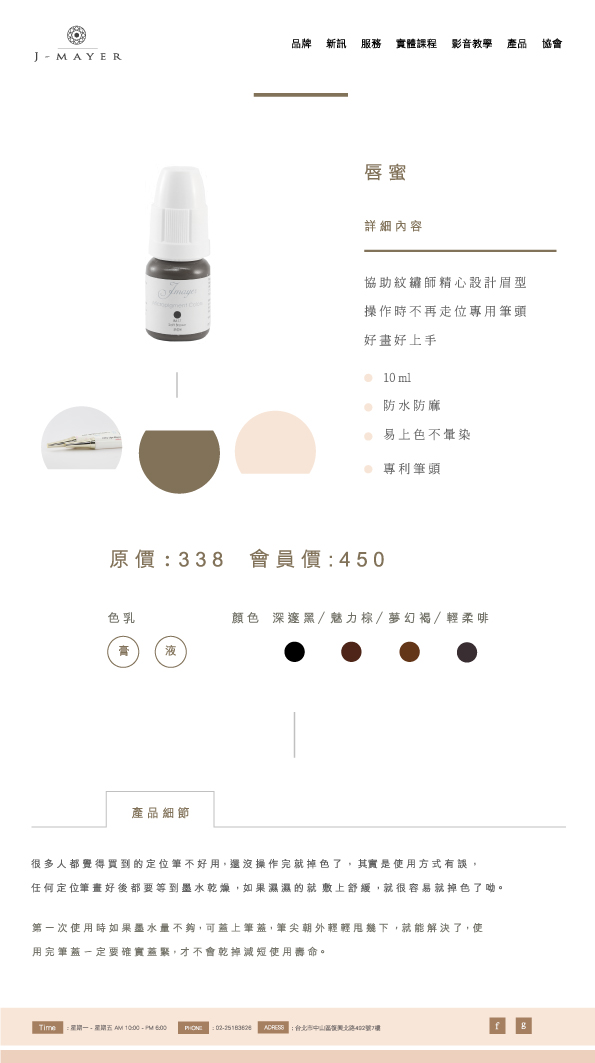 J - MAYER
品牌 新訊 服務 實體課程 影音教學 產品 協會
唇蜜
詳細內容
協助紋繡師精心設計眉型
操作時不再走位專用筆頭
好畫好上手
10 ml
防水防麻
易上色不暈染
專利筆頭
Jmayer
原價：338 會員價:450
色乳
顏色 深邃黑/ 魅力棕/ 夢幻褐/ 輕柔啡
膏 液
產品細節
很多人都覺得買到的定位筆不好用，還沒操作完就掉色了，其實是使用方式有誤，
任何定位筆畫好後都要等到墨水乾燥，如果濕濕的就 敷上舒緩，就很容易就掉色了呦。
第一次使用時如果墨水量不夠，可蓋上筆蓋，筆尖朝外輕輕甩幾下，就能解決了，使
用完筆蓋一定要確實蓋緊，才不會乾掉減短使用壽命。
Time：星期一 - 星期五 AM 10:00 - PM 6:00 PHONE：02-25163626 ADRESS：台北市中山區復興北路492號7樓
f g